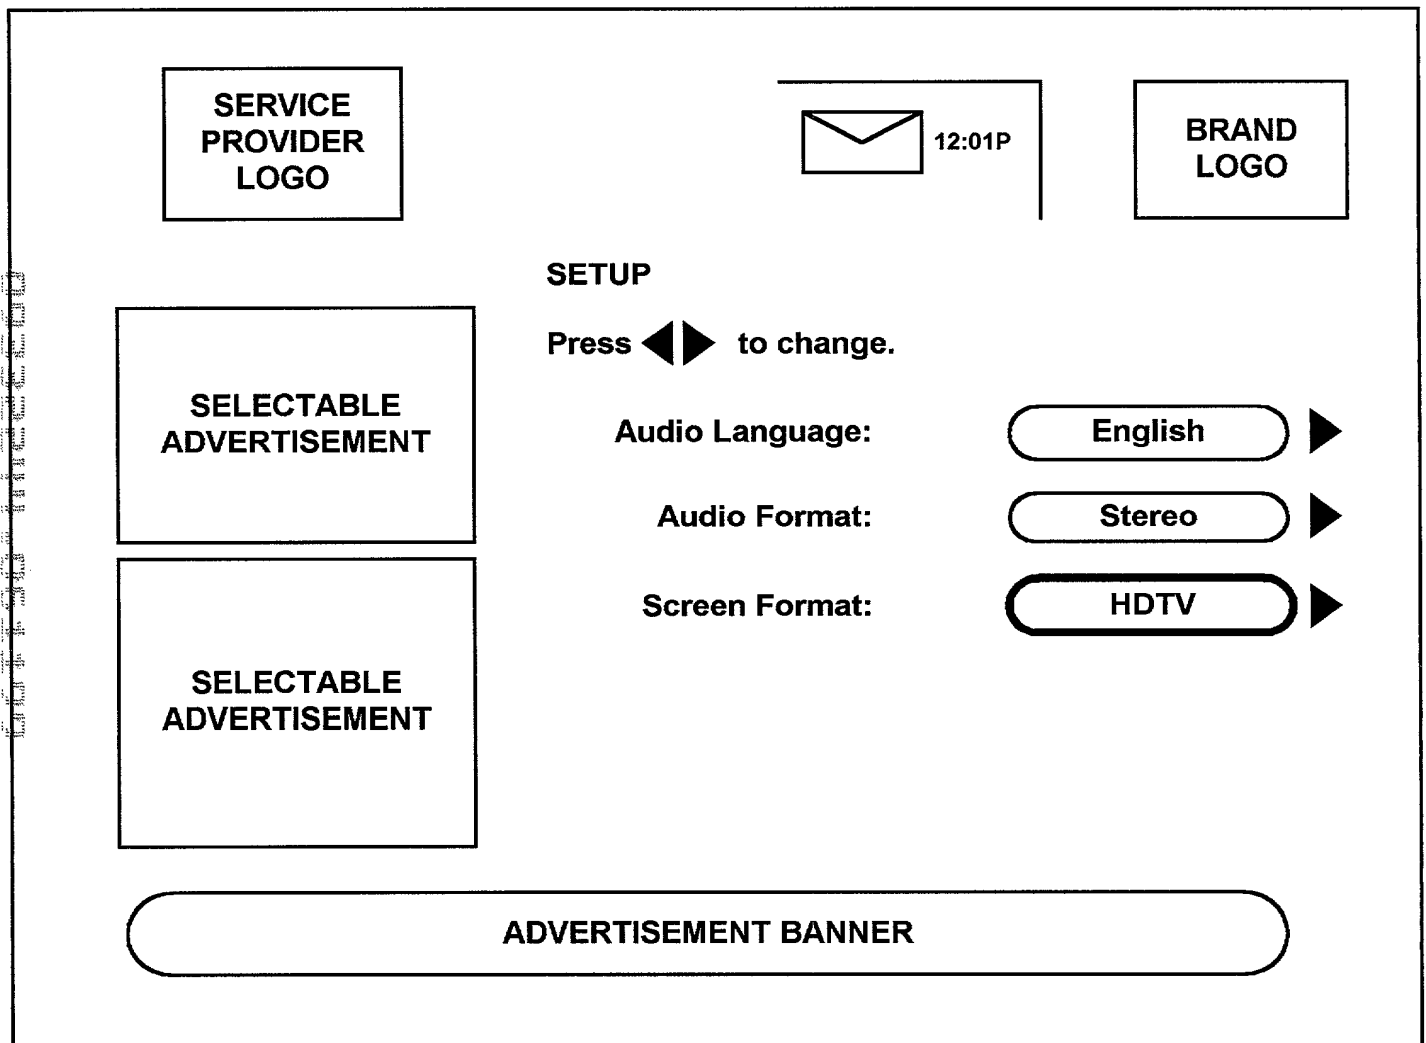 SERVICE
PROVIDER
LOGO
12:01P
BRAND
LOGO
SETUP
Press to change.
SELECTABLE
ADVERTISEMENT
Audio Language: English
Audio Format: Stereo
Screen Format: HDTV
SELECTABLE
ADVERTISEMENT
ADVERTISEMENT BANNER